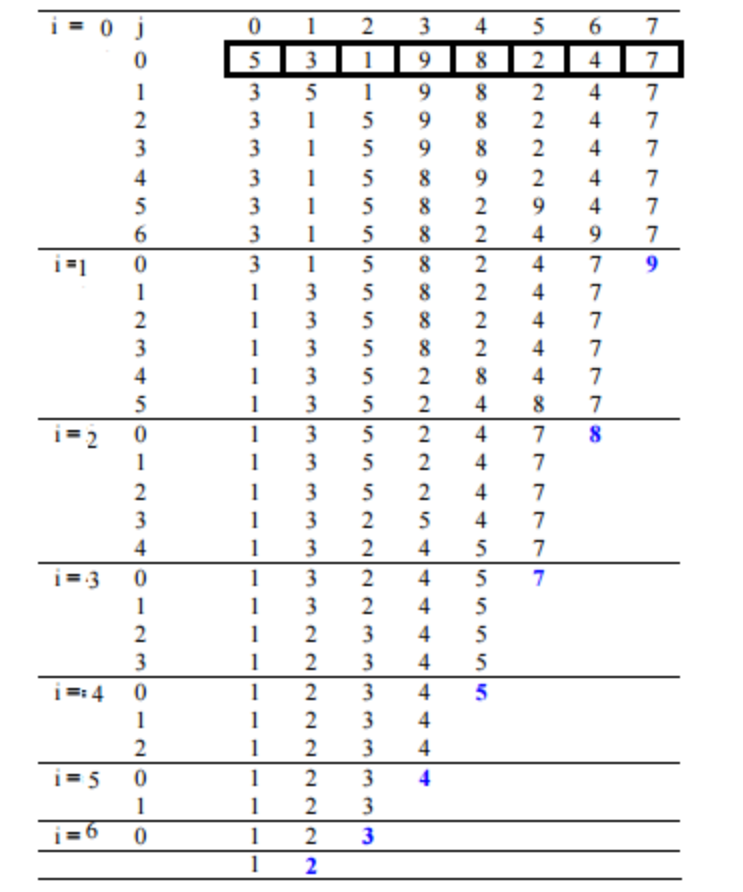 i = 0 j 0 1 2 3 4 5 6 7
0 5 3 1 9 8 2 4 7
1 3 5 1 9 8 2 4 7
2 3 1 5 9 8 2 4 7
3 3 1 5 9 8 2 4 7
4 3 1 5 8 9 2 4 7
5 3 1 5 8 2 9 4 7
6 3 1 5 8 2 4 9 7
i = 1 0 3 1 5 8 2 4 7 9
1 1 3 5 8 2 4 7
2 1 3 5 8 2 4 7
3 1 3 5 8 2 4 7
4 1 3 5 2 8 4 7
5 1 3 5 2 4 8 7
i = 2 0 1 3 5 2 4 7 8
1 1 3 5 2 4 7
2 1 3 5 2 4 7
3 1 3 2 5 4 7
4 1 3 2 4 5 7
i = 3 0 1 3 2 4 5 7
1 1 3 2 4 5
2 1 2 3 4 5
3 1 2 3 4 5
i = 4 0 1 2 3 4 5
1 1 2 3 4
2 1 2 3 4
i = 5 0 1 2 3 4
1 1 2 3
i = 6 0 1 2 3
1 2